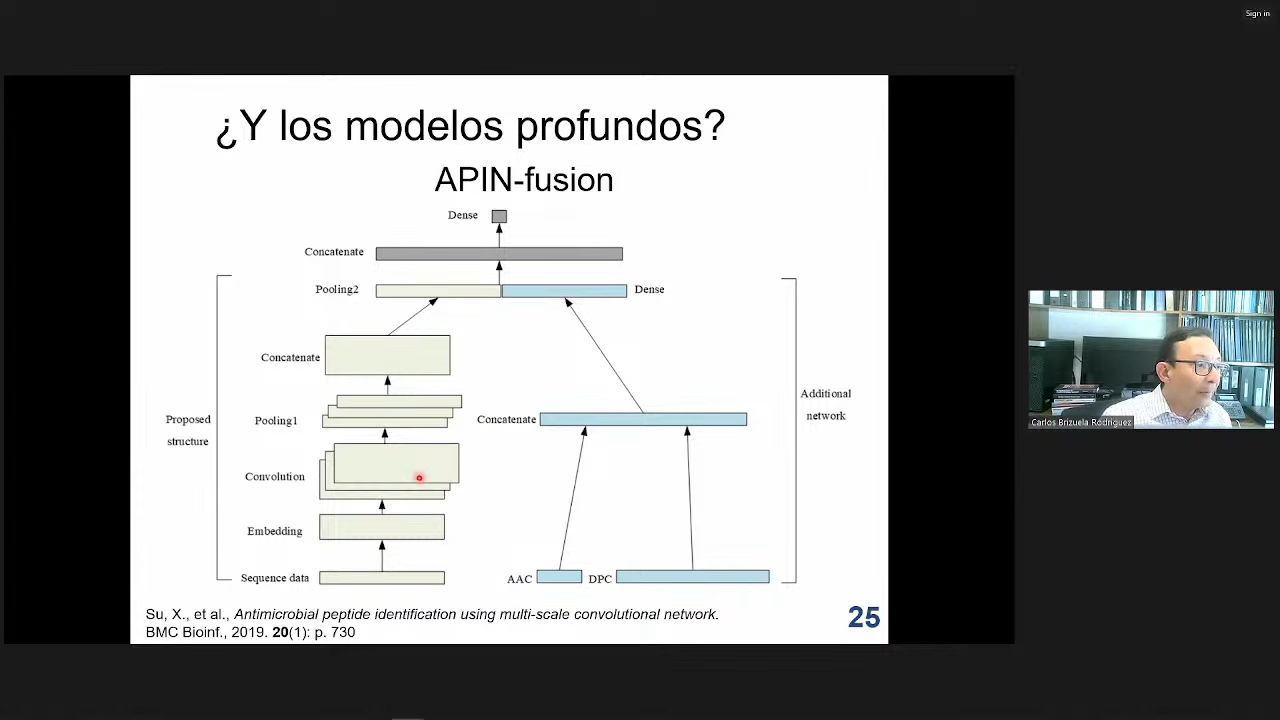 Sign in
¿Y los modelos profundos?
APIN-fusion
Dense
Concatenate
Pooling2
Dense
Concatenate
Pooling1
Convolution
Embedding
Sequence data
Proposed
structure
Concatenate
AAC
DPC
Additional
network
Su, X., et al., Antimicrobial peptide identification using multi-scale convolutional network.
BMC Bioinf., 2019. 20(1): p. 730
25
Carlos Brizuela Rodriguez